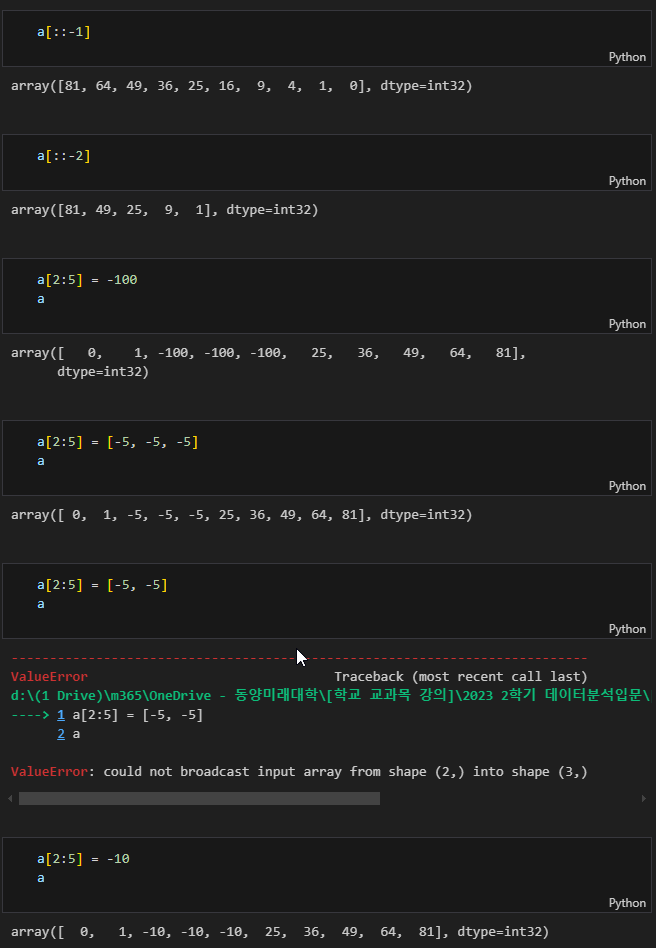 a[::-1]
Python
array([81, 64, 49, 36, 25, 16,  9,  4,  1,  0], dtype=int32)
a[::-2]
Python
array([81, 49, 25,  9,  1], dtype=int32)
a[2:5] = -100
a
Python
array([   0,    1, -100, -100, -100,   25,   36,   49,   64,   81],
      dtype=int32)
a[2:5] = [-5, -5, -5]
a
Python
array([ 0,  1, -5, -5, -5, 25, 36, 49, 64, 81], dtype=int32)
a[2:5] = [-5, -5]
a
Python
---------------------------------------------------------------------------
ValueError                                Traceback (most recent call last)
d:\(1 Drive)\m365\OneDrive - 동양미래대학\[학교 교과목 강의]\2023 2학기 데이터분석입문\
----> 1 a[2:5] = [-5, -5]
      2 a
ValueError: could not broadcast input array from shape (2,) into shape (3,)
a[2:5] = -10
a
Python
array([  0,   1, -10, -10, -10,  25,  36,  49,  64,  81], dtype=int32)